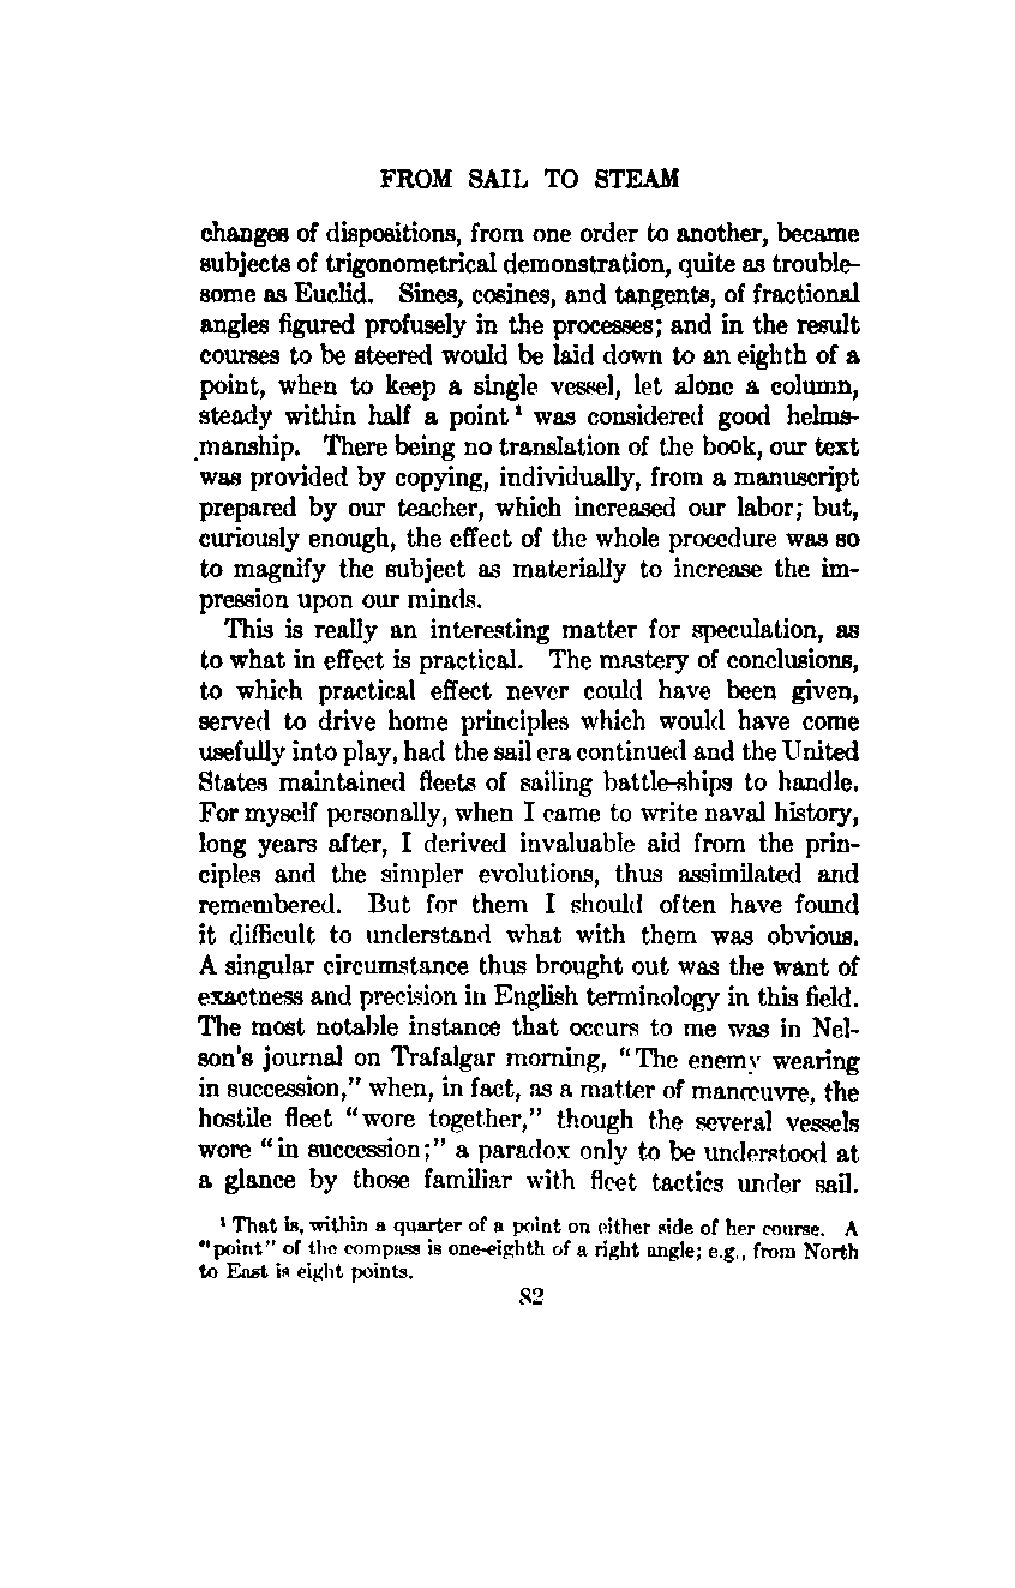 FROM SAIL TO STEAM
changes of dispositions, from one order to another, became
subjects of trigonometrical demonstration, quite as trouble-
some as Euclid. Sines, cosines, and tangents, of fractional
angles figured profusely in the processes; and in the result
courses to be steered would be laid down to an eighth of a
point, when to keep a single vessel, let alone a column,
steady within half a point ¹ was considered good helms-
manship. There being no translation of the book, our text
was provided by copying, individually, from a manuscript
prepared by our teacher, which increased our labor; but,
curiously enough, the effect of the whole procedure was so
to magnify the subject as materially to increase the im-
pression upon our minds.
This is really an interesting matter for speculation, as
to what in effect is practical. The mastery of conclusions,
to which practical effect never could have been given,
served to drive home principles which would have come
usefully into play, had the sail era continued and the United
States maintained fleets of sailing battle-ships to handle.
For myself personally, when I came to write naval history,
long years after, I derived invaluable aid from the prin-
ciples and the simpler evolutions, thus assimilated and
remembered. But for them I should often have found
it difficult to understand what with them was obvious.
A singular circumstance thus brought out was the want of
exactness and precision in English terminology in this field.
The most notable instance that occurs to me was in Nel-
son's journal on Trafalgar morning, "The enemy wearing
in succession," when, in fact, as a matter of manœuvre, the
hostile fleet "wore together," though the several vessels
wore "in succession;" a paradox only to be understood at
a glance by those familiar with fleet tactics under sail.
¹ That is, within a quarter of a point on either side of her course. A
"point" of the compass is one-eighth of a right angle; e.g., from North
to East is eight points.
82